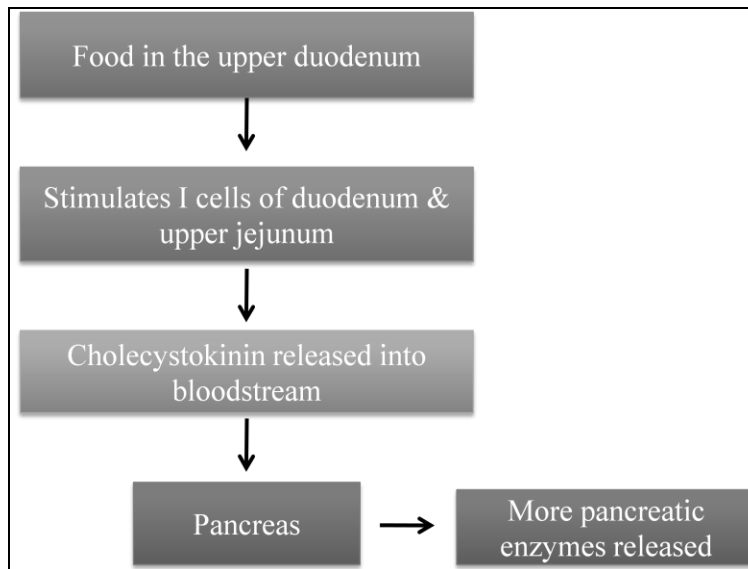 Food in the upper duodenum
Stimulates I cells of duodenum &
upper jejunum
Cholecystokinin released into
bloodstream
Pancreas
More pancreatic
enzymes released